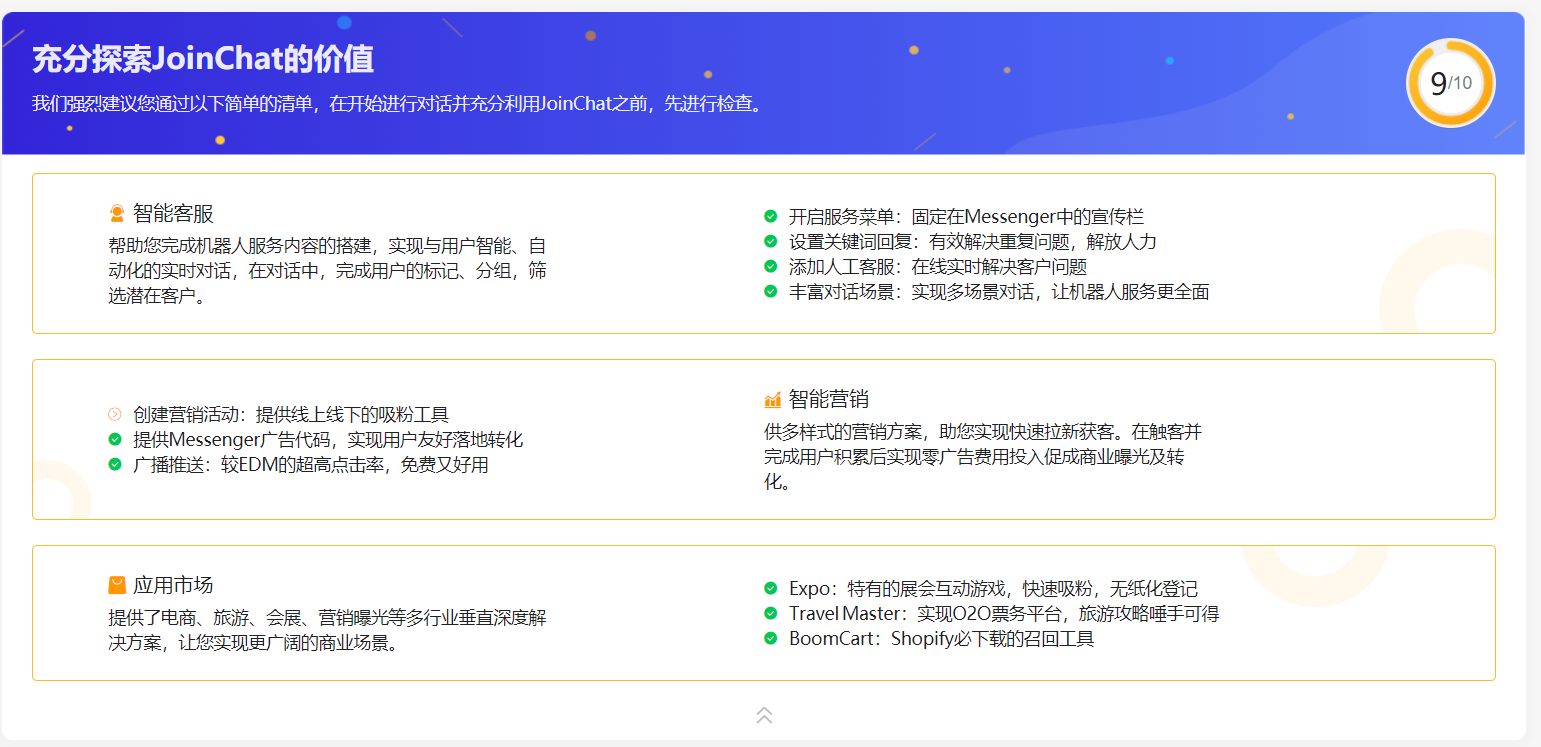 充分探索JoinChat的价值
我们强烈建议您通过以下简单的清单，在开始进行对话并充分利用JoinChat之前，先进行检查。
9/10
智能客服
帮助您完成机器人服务内容的搭建，实现与用户智能、自
动化的实时对话，在对话中，完成用户的标记、分组，筛
选潜在客户。
开启服务菜单：固定在Messenger中的宣传栏
设置关键词回复：有效解决重复问题，解放人力
添加人工客服：在线实时解决客户问题
丰富对话场景：实现多场景对话，让机器人服务更全面
创建营销活动：提供线上线下的吸粉工具
提供Messenger广告代码，实现用户友好落地转化
广播推送：较EDM的超高点击率，免费又好用
智能营销
供多样式的营销方案，助您实现快速拉新获客。在触客并
完成用户积累后实现零广告费用投入促成商业曝光及转
化。
应用市场
提供了电商、旅游、会展、营销曝光等多行业垂直深度解
决方案，让您实现更广阔的商业场景。
Expo：特有的展会互动游戏，快速吸粉，无纸化登记
Travel Master：实现O2O票务平台，旅游攻略唾手可得
BoomCart：Shopify必下载的召回工具